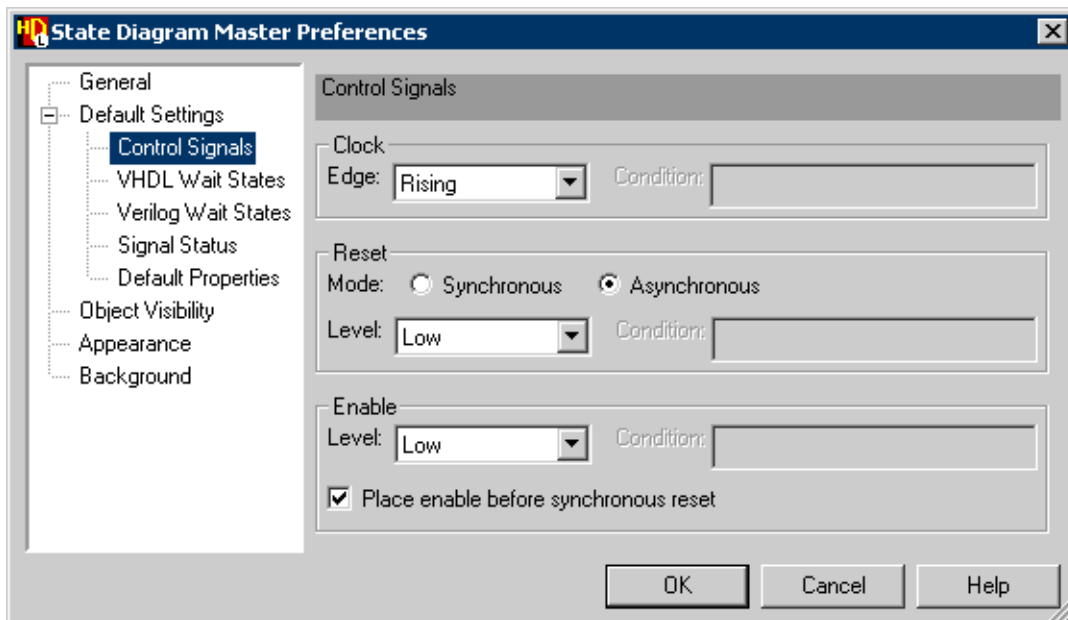 HDL State Diagram Master Preferences
General
Default Settings
Control Signals
VHDL Wait States
Verilog Wait States
Signal Status
Default Properties
Object Visibility
Appearance
Background
Control Signals
Clock
Edge: Rising Condition:
Reset
Mode: Synchronous Asynchronous
Level: Low Condition:
Enable
Level: Low Condition:
Place enable before synchronous reset
OK Cancel Help